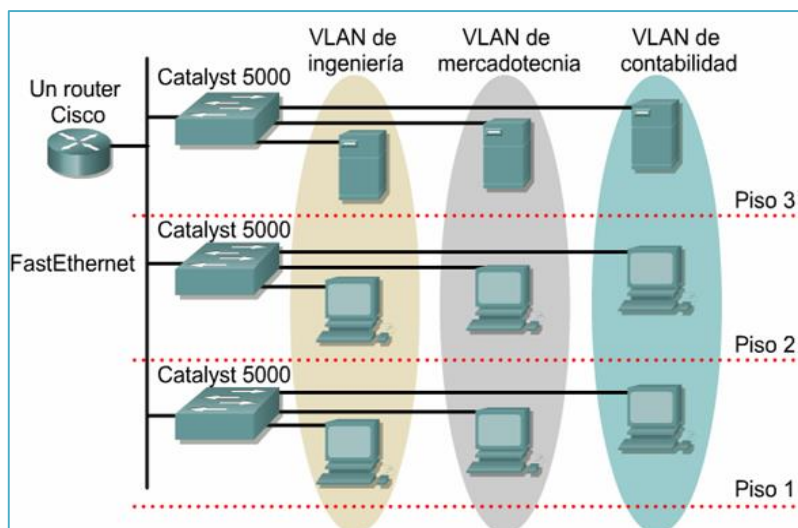 VLAN de
ingeniería
VLAN de
mercadotecnia
VLAN de
contabilidad
Un router
Cisco
Catalyst 5000
Piso 3
Catalyst 5000
FastEthernet
Piso 2
Catalyst 5000
Piso 1